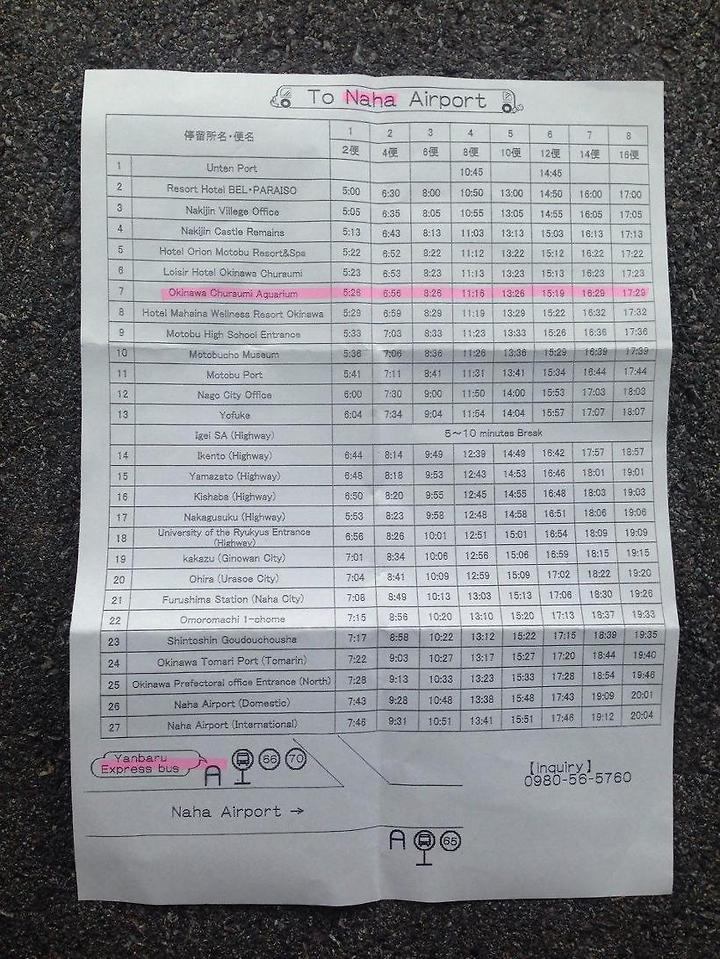 To Naha Airport
停留所名・便名 1 2 3 4 5 6 7 8
2便 4便 6便 8便 10便 12便 14便 16便
1 Unten Port 10:45 14:45
2 Resort Hotel BEL・PARAISO 5:00 6:30 8:00 10:50 13:00 14:50 16:00 17:00
3 Nakijin Villege Office 5:05 6:35 8:05 10:55 13:05 14:55 16:05 17:05
4 Nakijin Castle Remains 5:13 6:43 8:13 11:03 13:13 15:03 16:13 17:13
5 Hotel Orion Motobu Resort&Spa 5:22 6:52 8:22 11:12 13:22 15:12 16:22 17:22
6 Loisir Hotel Okinawa Churaumi 5:23 6:53 8:23 11:13 13:23 15:13 16:23 17:23
7 Okinawa Churaumi Aquarium 5:26 6:56 8:26 11:16 13:26 15:19 16:29 17:29
8 Hotel Mahaina Wellness Resort Okinawa 5:29 6:59 8:29 11:19 13:29 15:22 16:32 17:32
9 Motobu High School Entrance 5:33 7:03 8:33 11:23 13:33 15:26 16:36 17:36
10 Motobucho Museum 5:36 7:06 8:36 11:26 13:36 15:29 16:39 17:39
11 Motobu Port 5:41 7:11 8:41 11:31 13:41 15:34 16:44 17:44
12 Nago City Office 6:00 7:30 9:00 11:50 14:00 15:53 17:03 18:03
13 Yofuke 6:04 7:34 9:04 11:54 14:04 15:57 17:07 18:07
Igei SA (Highway) 5～10 minutes Break
14 Ikento (Highway) 6:44 8:14 9:49 12:39 14:49 16:42 17:57 18:57
15 Yamazato (Highway) 6:48 8:18 9:53 12:43 14:53 16:46 18:01 19:01
16 Kishaba (Highway) 6:50 8:20 9:55 12:45 14:55 16:48 18:03 19:03
17 Nakagusuku (Highway) 5:53 8:23 9:58 12:48 14:58 16:51 18:06 19:06
18 University of the Ryukyus Entrance (Highway) 6:56 8:26 10:01 12:51 15:01 16:54 18:09 19:09
19 kakazu (Ginowan City) 7:01 8:34 10:06 12:56 15:06 16:59 18:15 19:15
20 Ohira (Urasoe City) 7:04 8:41 10:09 12:59 15:09 17:02 18:22 19:20
21 Furushima Station (Naha City) 7:08 8:49 10:13 13:03 15:13 17:06 18:30 19:26
22 Omoromachi 1-chome 7:15 8:56 10:20 13:10 15:20 17:13 18:37 19:33
23 Shintoshin Goudouchousha 7:17 8:58 10:22 13:12 15:22 17:15 18:39 19:35
24 Okinawa Tomari Port (Tomarin) 7:22 9:03 10:27 13:17 15:27 17:20 18:44 19:40
25 Okinawa Prefectoral office Entrance (North) 7:28 9:13 10:33 13:23 15:33 17:28 18:54 19:46
26 Naha Airport (Domestic) 7:43 9:28 10:48 13:38 15:48 17:43 19:09 20:01
27 Naha Airport (International) 7:46 9:31 10:51 13:41 15:51 17:46 19:12 20:04
Yanbaru
Express bus
66 70
【Inquiry】
0980-56-5760
Naha Airport →
65